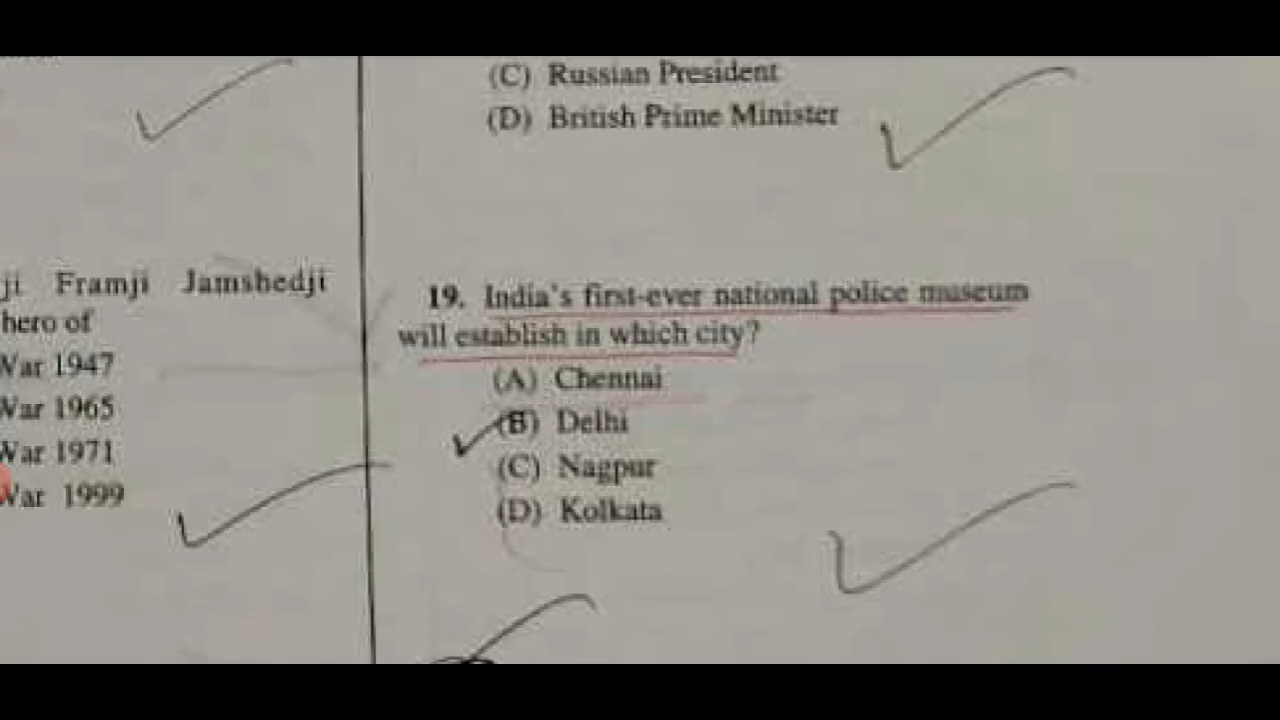 ji Framji Jamshedji
hero of
War 1947
War 1965
War 1971
War 1999
(C) Russian President
(D) British Prime Minister
19. India's first-ever national police museum
will establish in which city?
(A) Chennai
(B) Delhi
(C) Nagpur
(D) Kolkata